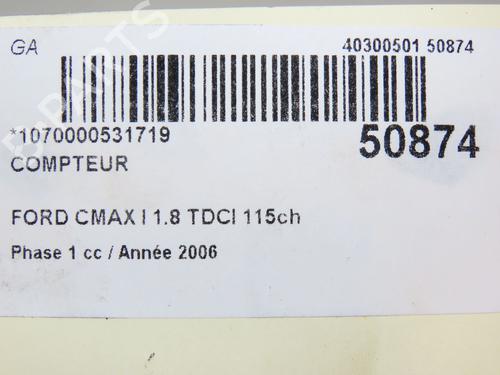 GA
40300501 50874
*1070000531719
50874
COMPTEUR
FORD CMAX I 1.8 TDCI 115ch
Phase 1 cc / Année 2006